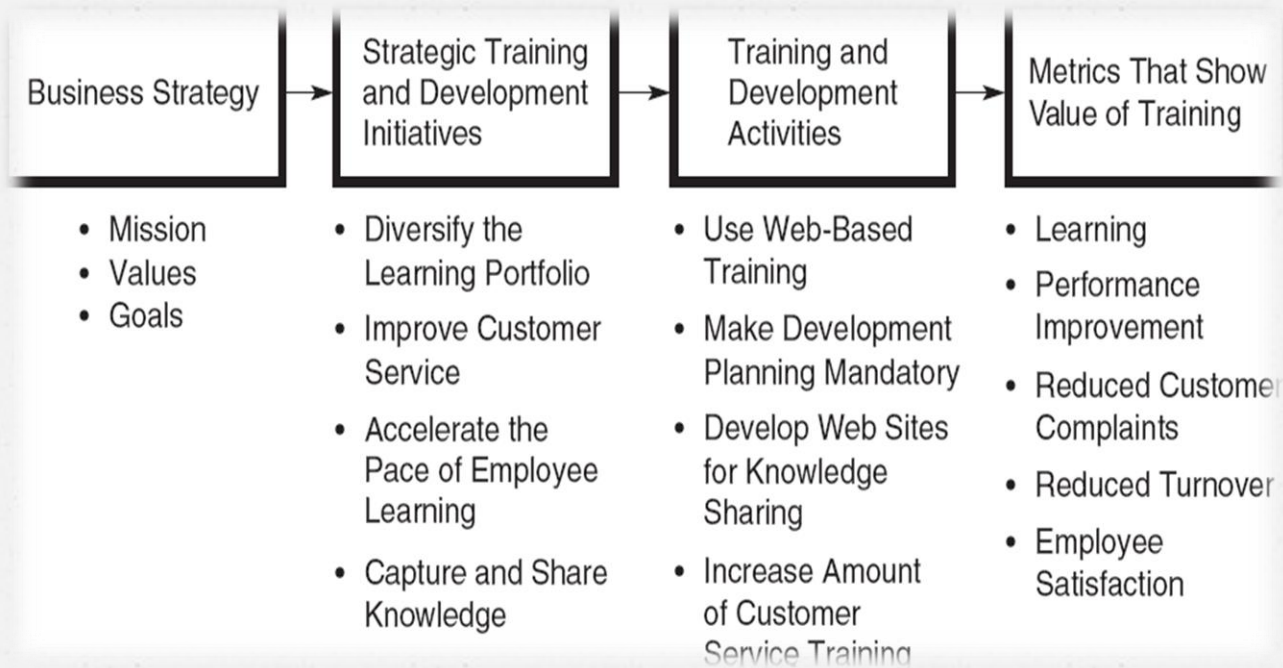 Business Strategy
Strategic Training
and Development
Initiatives
Training and
Development
Activities
Metrics That Show
Value of Training
• Mission
• Values
• Goals
• Diversify the
Learning Portfolio
• Improve Customer
Service
• Accelerate the
Pace of Employee
Learning
• Capture and Share
Knowledge
• Use Web-Based
Training
• Make Development
Planning Mandatory
• Develop Web Sites
for Knowledge
Sharing
• Increase Amount
of Customer
Service Training
• Learning
• Performance
Improvement
• Reduced Customer
Complaints
• Reduced Turnover
• Employee
Satisfaction